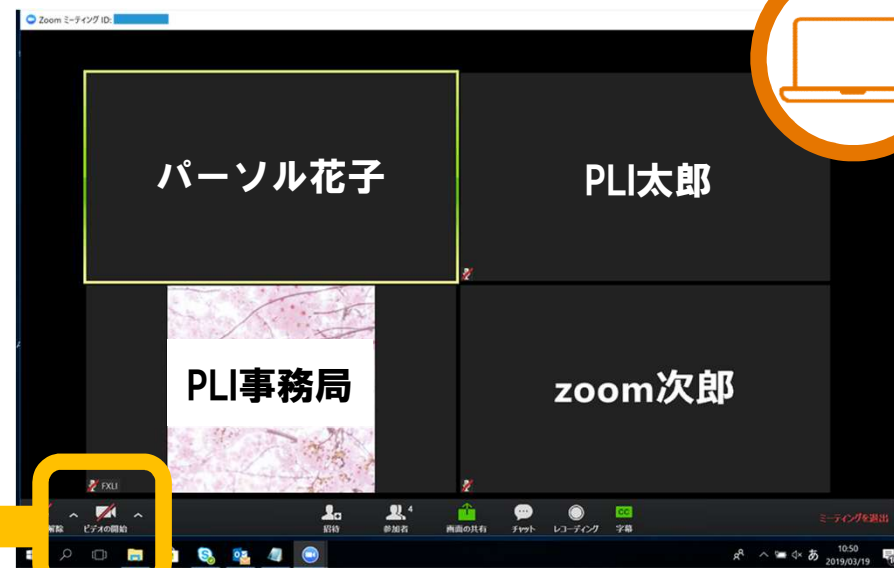 Zoom ミーティング ID:
パーソル花子
PLI太郎
PLI事務局
zoom次郎
FXLI
解除
ビデオの開始
招待
参加者
4
画面の共有
チャット
レコーディング
CC
字幕
ミーティングを退出
あ
10:50
2019/03/19